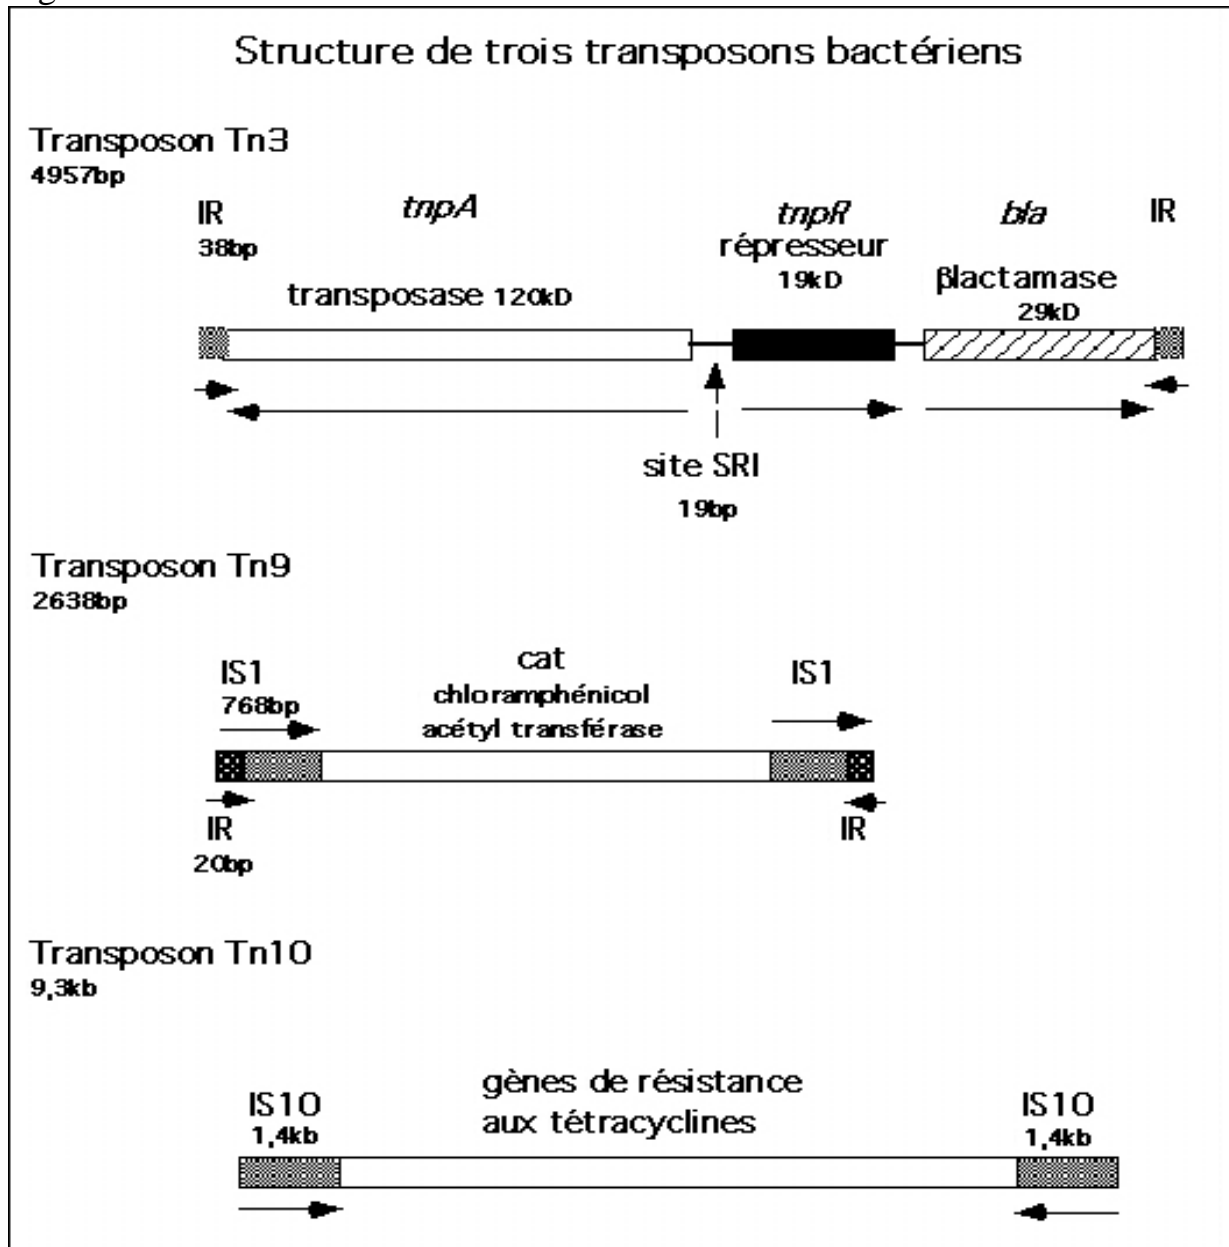 Structure de trois transposons bactériens
Transposon Tn3
4957bp
IR
tnpA
tnpR
bla
IR
38bp
répresseur
19kD
βlactamase
29kD
transposase 120kD
site SRI
19bp
Transposon Tn9
2638bp
IS1
768bp
cat
chloramphénicol
acétyl transférase
IS1
IR
20bp
IR
Transposon Tn10
9,3kb
IS10
1,4kb
gènes de résistance
aux tétracyclines
IS10
1,4kb